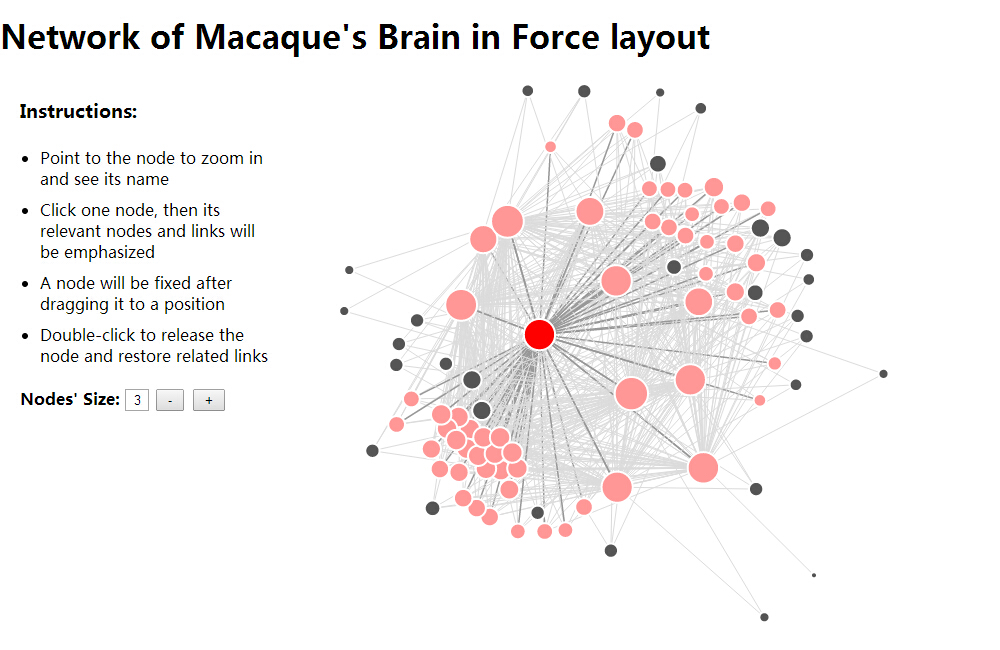 Network of Macaque's Brain in Force layout
Instructions:
Point to the node to zoom in
and see its name
Click one node, then its
relevant nodes and links will
be emphasized
A node will be fixed after
dragging it to a position
Double-click to release the
node and restore related links
Nodes' Size: 3 - +